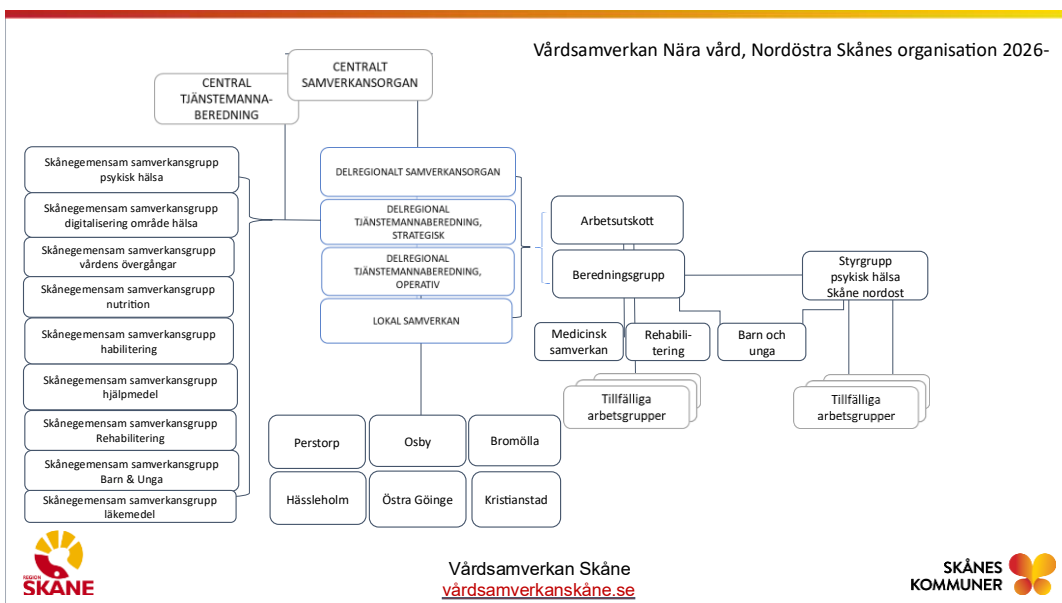 Vårdsamverkan Nära vård, Nordöstra Skånes organisation 2026-
CENTRALT
SAMVERKANSORGAN
CENTRAL
TJÄNSTEMANNA-
BEREDNING
Skånegemensam samverkansgrupp
psykisk hälsa
Skånegemensam samverkansgrupp
digitalisering område hälsa
Skånegemensam samverkansgrupp
vårdens övergångar
Skånegemensam samverkansgrupp
nutrition
Skånegemensam samverkansgrupp
habilitering
Skånegemensam samverkansgrupp
hjälpmedel
Skånegemensam samverkansgrupp
Rehabilitering
Skånegemensam samverkansgrupp
Barn & Unga
Skånegemensam samverkansgrupp
läkemedel
DELREGIONALT SAMVERKANSORGAN
DELREGIONAL
TJÄNSTEMANNABEREDNING,
STRATEGISK
DELREGIONAL
TJÄNSTEMANNABEREDNING,
OPERATIV
LOKAL SAMVERKAN
Arbetsutskott
Beredningsgrupp
Styrgrupp
psykisk hälsa
Skåne nordost
Medicinsk
samverkan
Rehabili-
tering
Barn och
unga
Tillfälliga
arbetsgrupper
Tillfälliga
arbetsgrupper
Perstorp
Osby
Bromölla
Hässleholm
Östra Göinge
Kristianstad
REGION
SKÅNE
Vårdsamverkan Skåne
vårdsamverkanskåne.se
SKÅNES
KOMMUNER